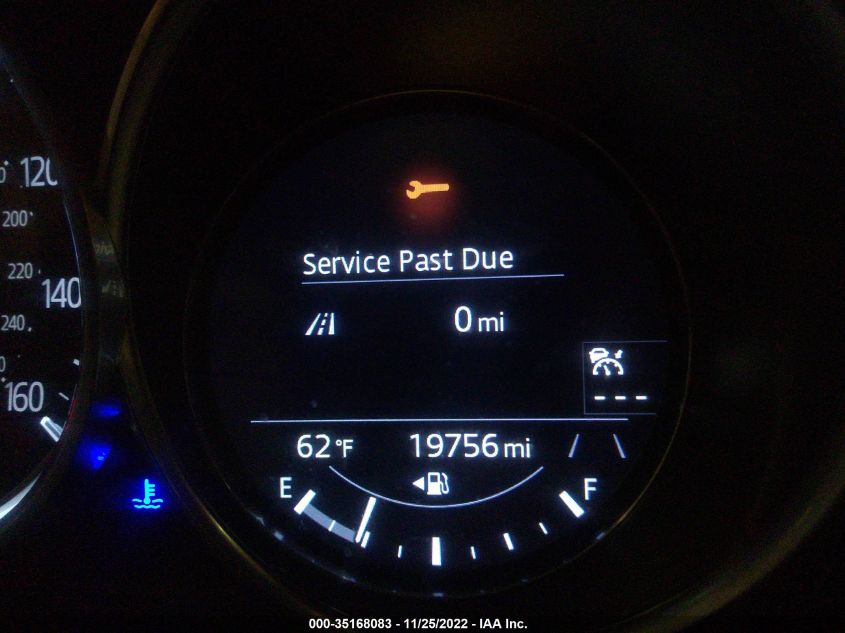 120
200
220
140
240
160
Service Past Due
0 mi
---
62°F 19756 mi
E F
000-35168083 - 11/25/2022 - IAA Inc.